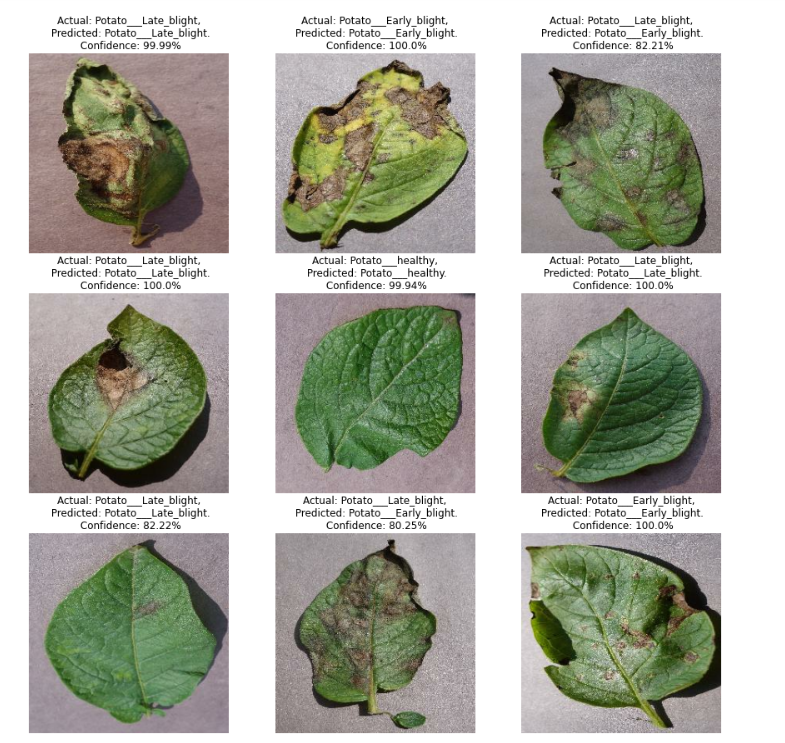 Actual: Potato___Late_blight,
Predicted: Potato___Late_blight.
Confidence: 99.99%
Actual: Potato___Early_blight,
Predicted: Potato___Early_blight.
Confidence: 100.0%
Actual: Potato___Late_blight,
Predicted: Potato___Early_blight.
Confidence: 82.21%
Actual: Potato___Late_blight,
Predicted: Potato___Late_blight.
Confidence: 100.0%
Actual: Potato___healthy,
Predicted: Potato___healthy.
Confidence: 99.94%
Actual: Potato___Late_blight,
Predicted: Potato___Late_blight.
Confidence: 100.0%
Actual: Potato___Late_blight,
Predicted: Potato___Late_blight.
Confidence: 82.22%
Actual: Potato___Late_blight,
Predicted: Potato___Early_blight.
Confidence: 80.25%
Actual: Potato___Early_blight,
Predicted: Potato___Early_blight.
Confidence: 100.0%